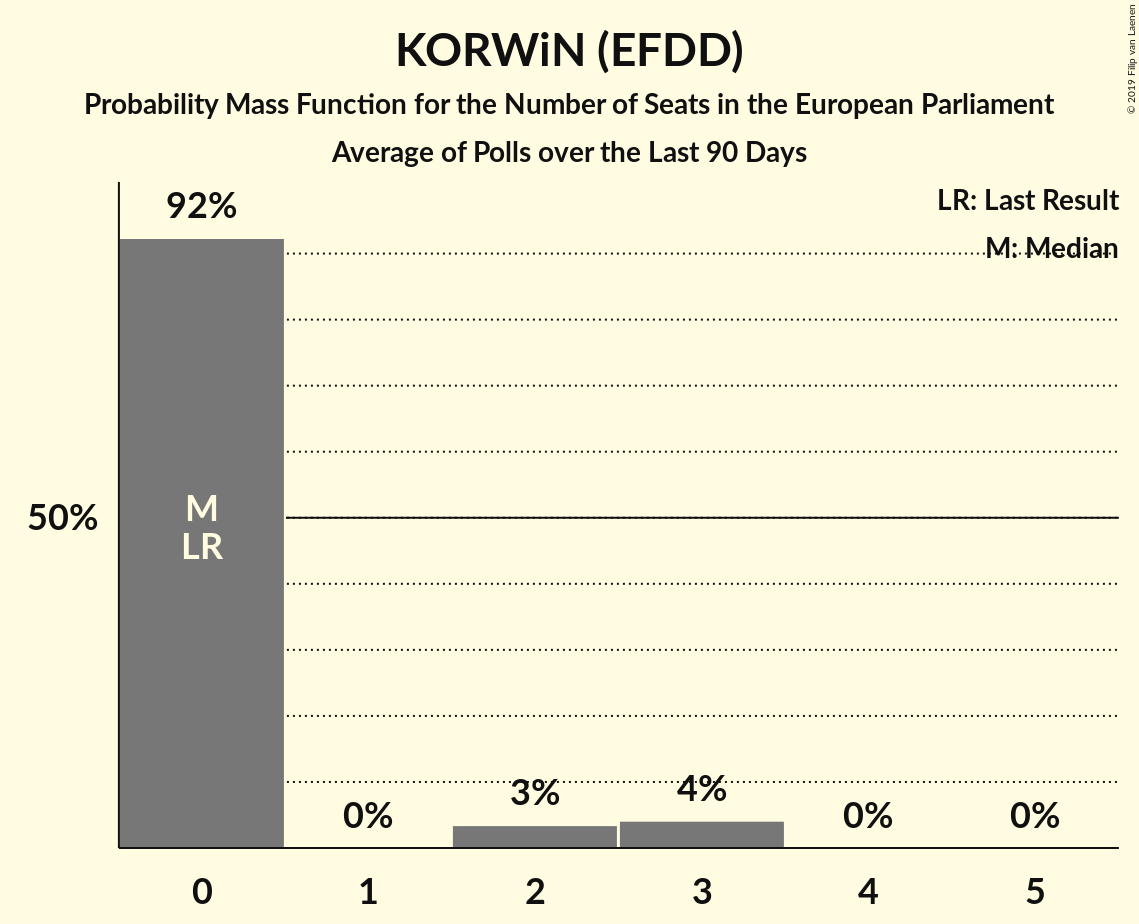 KORWiN (EFDD)
Probability Mass Function for the Number of Seats in the European Parliament
Average of Polls over the Last 90 Days
© 2019 Filip van Laenen
LR: Last Result
M: Median
92%
50%
M
LR
0%
3%
4%
0%
0%
0
1
2
3
4
5